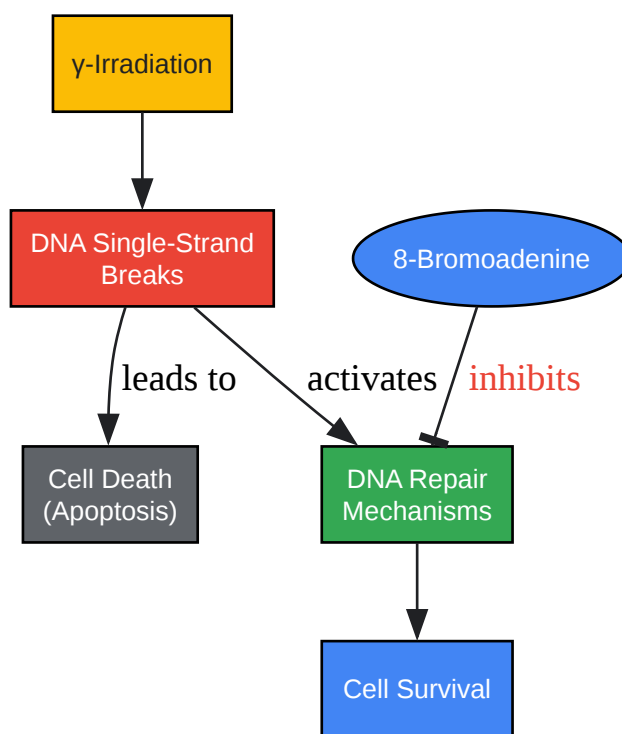 γ-Irradiation
DNA Single-Strand
Breaks
8-Bromoadenine
leads to
activates
inhibits
Cell Death
(Apoptosis)
DNA Repair
Mechanisms
Cell Survival